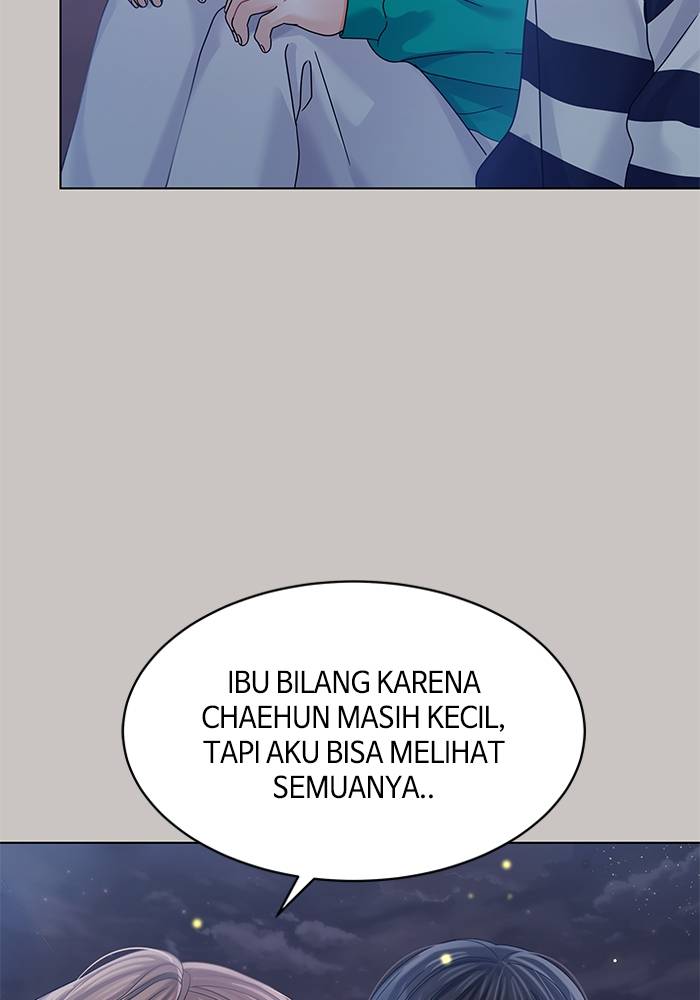 IBU BILANG KARENA
CHAEHUN MASIH KECIL,
TAPI AKU BISA MELIHAT
SEMUANYA..